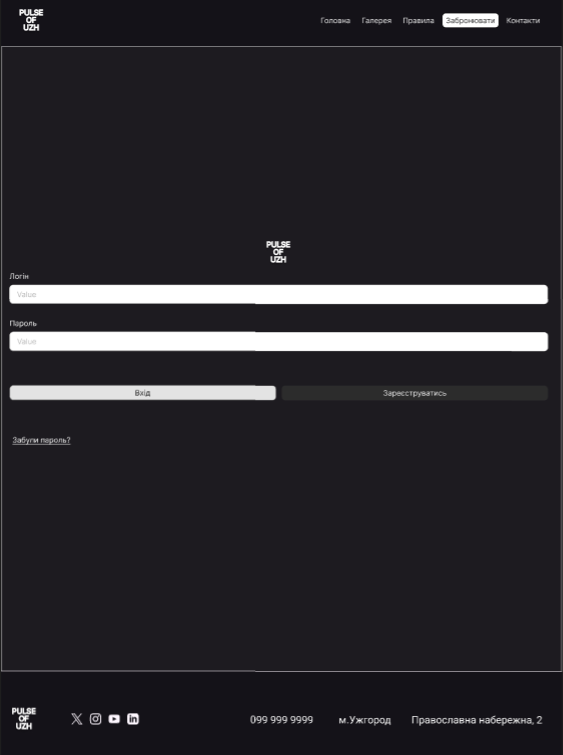 PULSE
OF
UZH
Головна Галерея Правила Забронювати Контакти
PULSE
OF
UZH
Логін
Value
Пароль
Value
Вхід Зареєструватись
Забули пароль?
PULSE
OF
UZH
099 999 9999 м.Ужгород Православна набережна, 2